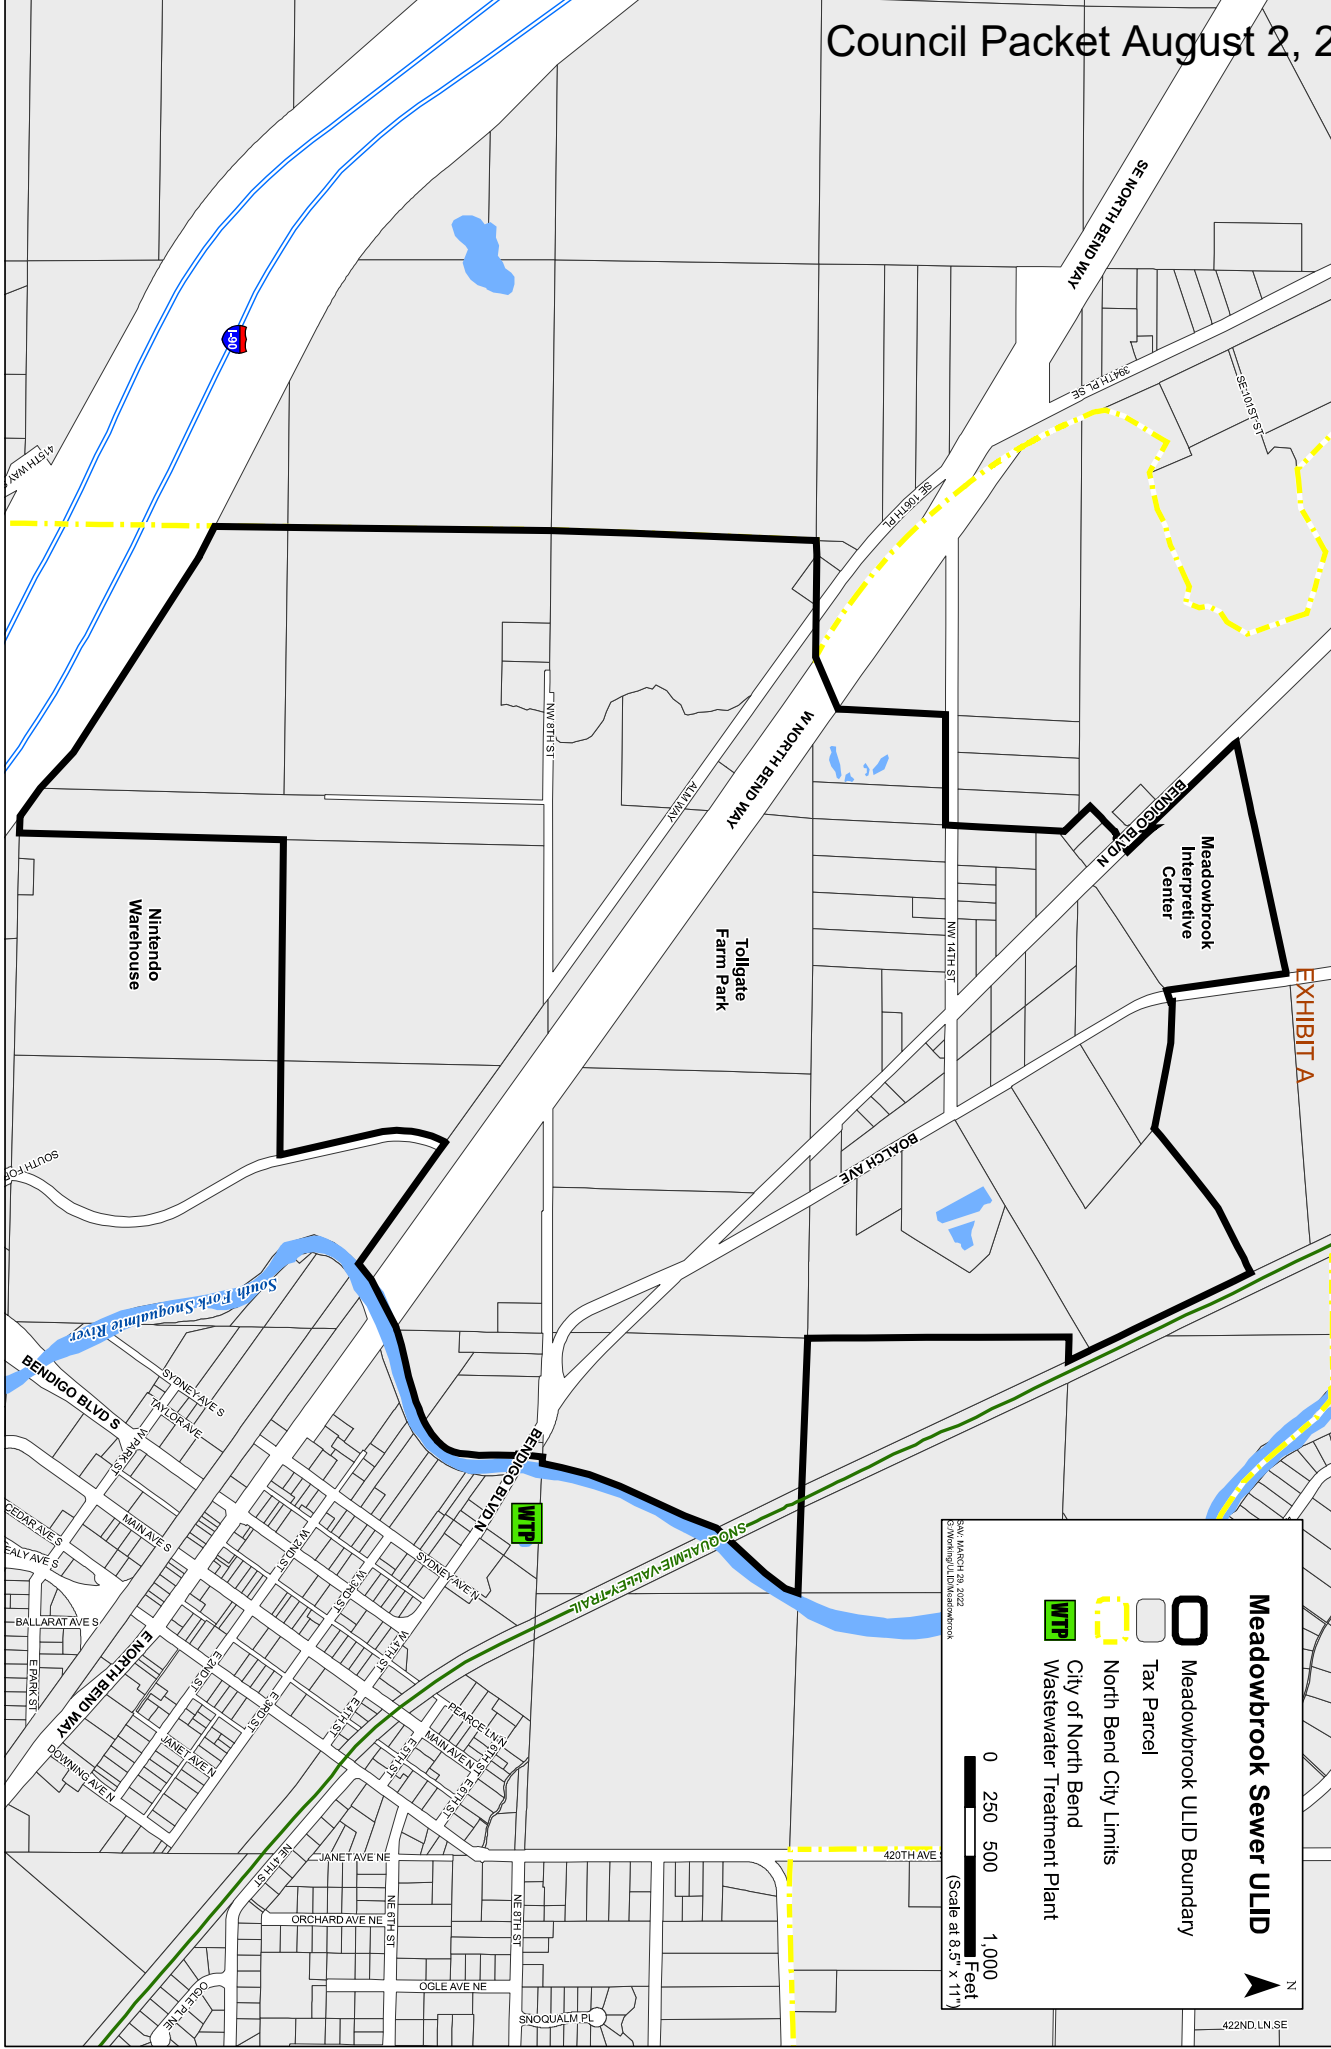 Council Packet August 2, 2
EXHIBIT A
Meadowbrook Sewer ULID
N
Meadowbrook ULID Boundary
Tax Parcel
North Bend City Limits
WTP
City of North Bend
Wastewater Treatment Plant
0 250 500 1,000
Feet
(Scale at 8.5" x 11")
SAV: MARCH 29, 2022
G:/Working/ULID/Meadowbrook
SE NORTH BEND WAY
394TH PL SE
SE 101ST ST
SE 106TH PL
I-90
415TH WAY
NW 8TH ST
ALM WAY
W NORTH BEND WAY
BENDIGO BLVD N
Meadowbrook
Interpretive
Center
NW 14TH ST
Tollgate
Farm Park
Nintendo
Warehouse
BOALCH AVE
SOUTH FOR
South Fork Snoqualmie River
BENDIGO BLVD S
SYDNEY AVE S
TAYLOR AVE
W PARK ST
MAIN AVE S
CEDAR AVE S
EALY AVE S
BALLARAT AVE S
E PARK ST
E NORTH BEND WAY
DOWNING AVE N
JANET AVE N
E 2ND ST
E 3RD ST
E 4TH ST
E 5TH ST
E 6TH ST
W 2ND ST
W 3RD ST
W 4TH ST
SYDNEY AVE N
BENDIGO BLVD N
WTP
SNOQUALMIE VALLEY TRAIL
PEARCE LN N
MAIN AVE N
6TH ST
NE 4TH ST
JANET AVE NE
ORCHARD AVE NE
NE 6TH ST
NE 8TH ST
OGLE AVE NE
OGLE PL NE
SNOQUALM PL
420TH AVE S
422ND LN SE